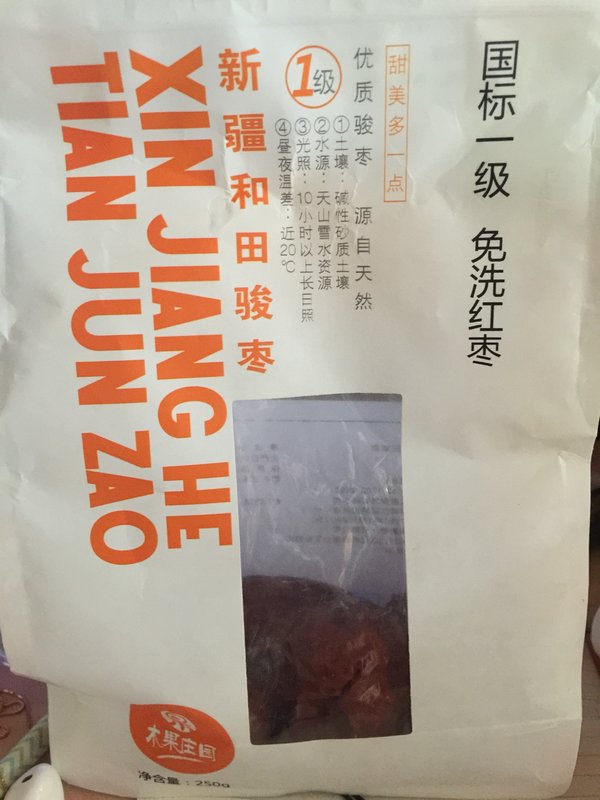 国标一级 免洗红枣
甜美多一点
优质骏枣 源自天然
①土壤：碱性砂质土壤
②水源：天山雪水资源
③光照：10小时以上长日照
④昼夜温差：近20℃
1级
新疆和田骏枣
XIN JIANG HE
TIAN JUN ZAO
木果庄园
净含量：250g